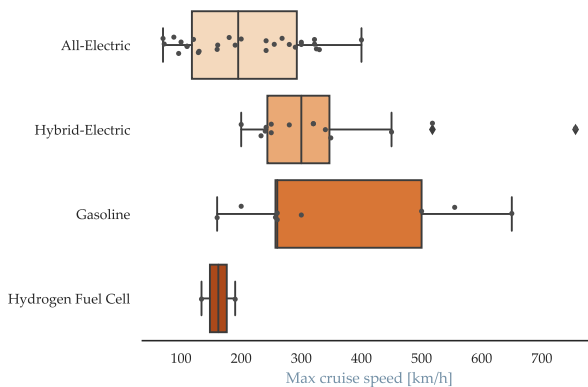 All-Electric
Hybrid-Electric
Gasoline
Hydrogen Fuel Cell
100 200 300 400 500 600 700
Max cruise speed [km/h]